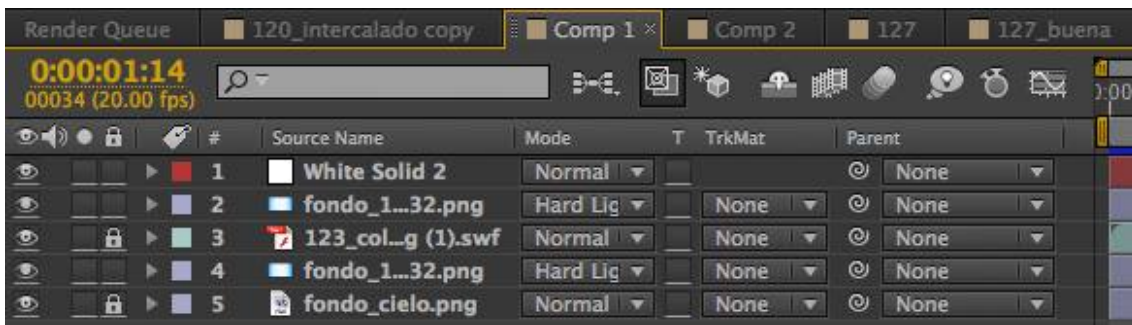 Render Queue 120_intercalado copy Comp 1 × Comp 2 127 127_buena
0:00:01:14
00034 (20.00 fps)
0:00
# Source Name Mode T TrkMat Parent
1 White Solid 2 Normal None
2 fondo_1...32.png Hard Lig None None
3 123_col...g (1).swf Normal None None
4 fondo_1...32.png Hard Lig None None
5 fondo_cielo.png Normal None None